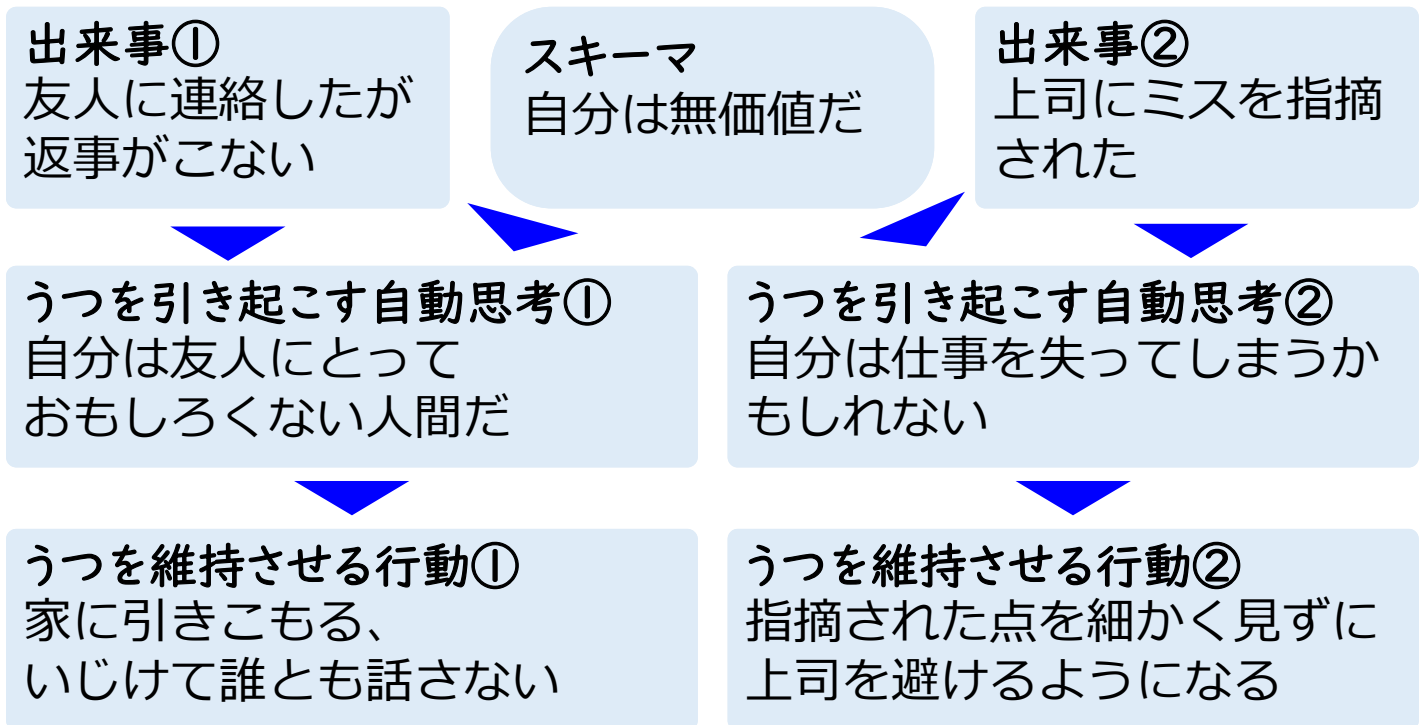 出来事①
友人に連絡したが
返事がこない
スキーマ
自分は無価値だ
出来事②
上司にミスを指摘
された
うつを引き起こす自動思考①
自分は友人にとって
おもしろくない人間だ
うつを引き起こす自動思考②
自分は仕事を失ってしまうか
もしれない
うつを維持させる行動①
家に引きこもる、
いじけて誰とも話さない
うつを維持させる行動②
指摘された点を細かく見ずに
上司を避けるようになる